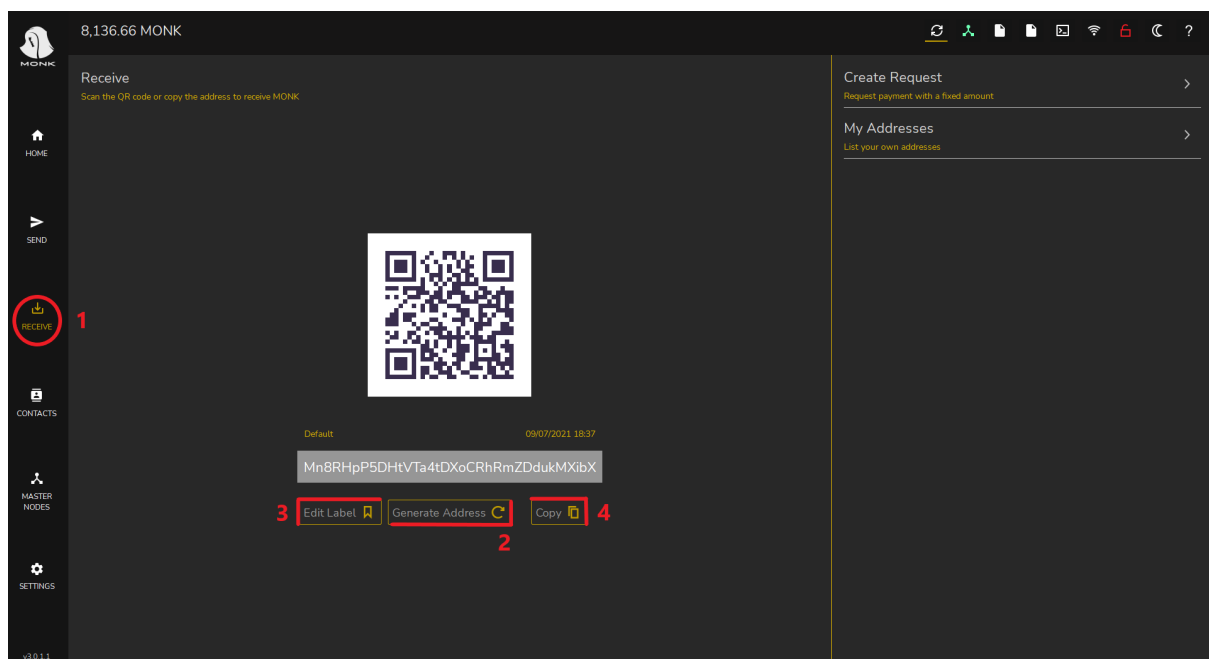 8,136.66 MONK
?
MONK
Receive
Scan the QR code or copy the address to receive MONK
Create Request
Request payment with a fixed amount
My Addresses
List your own addresses
HOME
SEND
RECEIVE
1
CONTACTS
MASTER
NODES
SETTINGS
v3.0.1.1
Default
09/07/2021 18:37
Mn8RHpP5DHtVTa4tDXoCRhRmZDdukMXibX
3
Edit Label
Generate Address
Copy
4
2